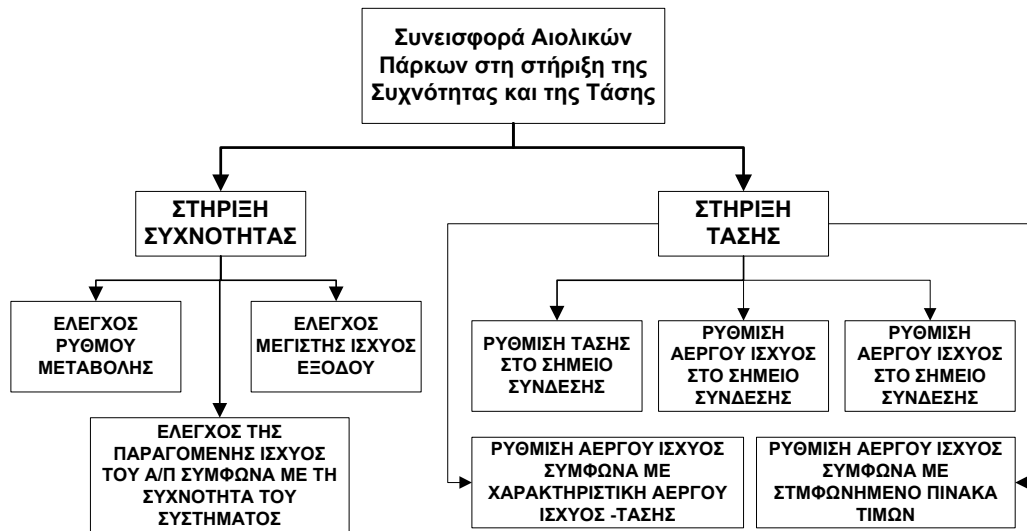 Συνεισφορά Αιολικών
Πάρκων στη στήριξη της
Συχνότητας και της Τάσης
ΣΤΗΡΙΞΗ
ΣΥΧΝΟΤΗΤΑΣ
ΣΤΗΡΙΞΗ
ΤΑΣΗΣ
ΕΛΕΓΧΟΣ
ΡΥΘΜΟΥ
ΜΕΤΑΒΟΛΗΣ
ΕΛΕΓΧΟΣ
ΜΕΓΙΣΤΗΣ ΙΣΧΥΟΣ
ΕΞΟΔΟΥ
ΡΥΘΜΙΣΗ ΤΑΣΗΣ
ΣΤΟ ΣΗΜΕΙΟ
ΣΥΝΔΕΣΗΣ
ΡΥΘΜΙΣΗ
ΑΕΡΓΟΥ ΙΣΧΥΟΣ
ΣΤΟ ΣΗΜΕΙΟ
ΣΥΝΔΕΣΗΣ
ΡΥΘΜΙΣΗ
ΑΕΡΓΟΥ ΙΣΧΥΟΣ
ΣΤΟ ΣΗΜΕΙΟ
ΣΥΝΔΕΣΗΣ
ΕΛΕΓΧΟΣ ΤΗΣ
ΠΑΡΑΓΟΜΕΝΗΣ ΙΣΧΥΟΣ
ΤΟΥ Α/Π ΣΥΜΦΩΝΑ ΜΕ ΤΗ
ΣΥΧΝΟΤΗΤΑ ΤΟΥ
ΣΥΣΤΗΜΑΤΟΣ
ΡΥΘΜΙΣΗ ΑΕΡΓΟΥ ΙΣΧΥΟΣ
ΣΥΜΦΩΝΑ ΜΕ
ΧΑΡΑΚΤΗΡΙΣΤΙΚΗ ΑΕΡΓΟΥ
ΙΣΧΥΟΣ -ΤΑΣΗΣ
ΡΥΘΜΙΣΗ ΑΕΡΓΟΥ ΙΣΧΥΟΣ
ΣΥΜΦΩΝΑ ΜΕ
ΣΤΜΦΩΝΗΜΕΝΟ ΠΙΝΑΚΑ
ΤΙΜΩΝ